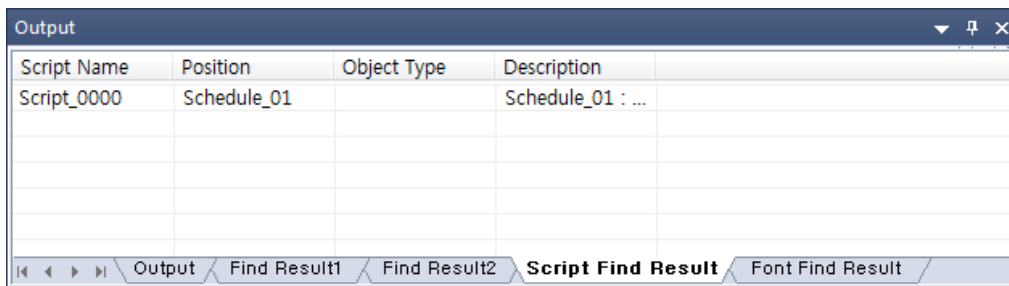 Output
Script Name Position Object Type Description
Script_0000 Schedule_01 Schedule_01 : ...
Output Find Result1 Find Result2 Script Find Result Font Find Result